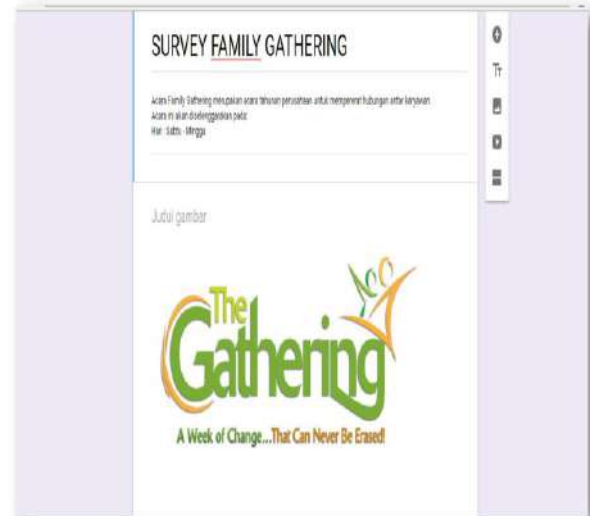 SURVEY FAMILY GATHERING
Acara Family Gathering merupakan acara tahunan perusahaan untuk mempererat hubungan antar karyawan.
Acara ini akan diselenggarakan pada:
Hari : Sabtu - Minggu
Judul gambar
The
Gathering
A Week of Change...That Can Never Be Erased!